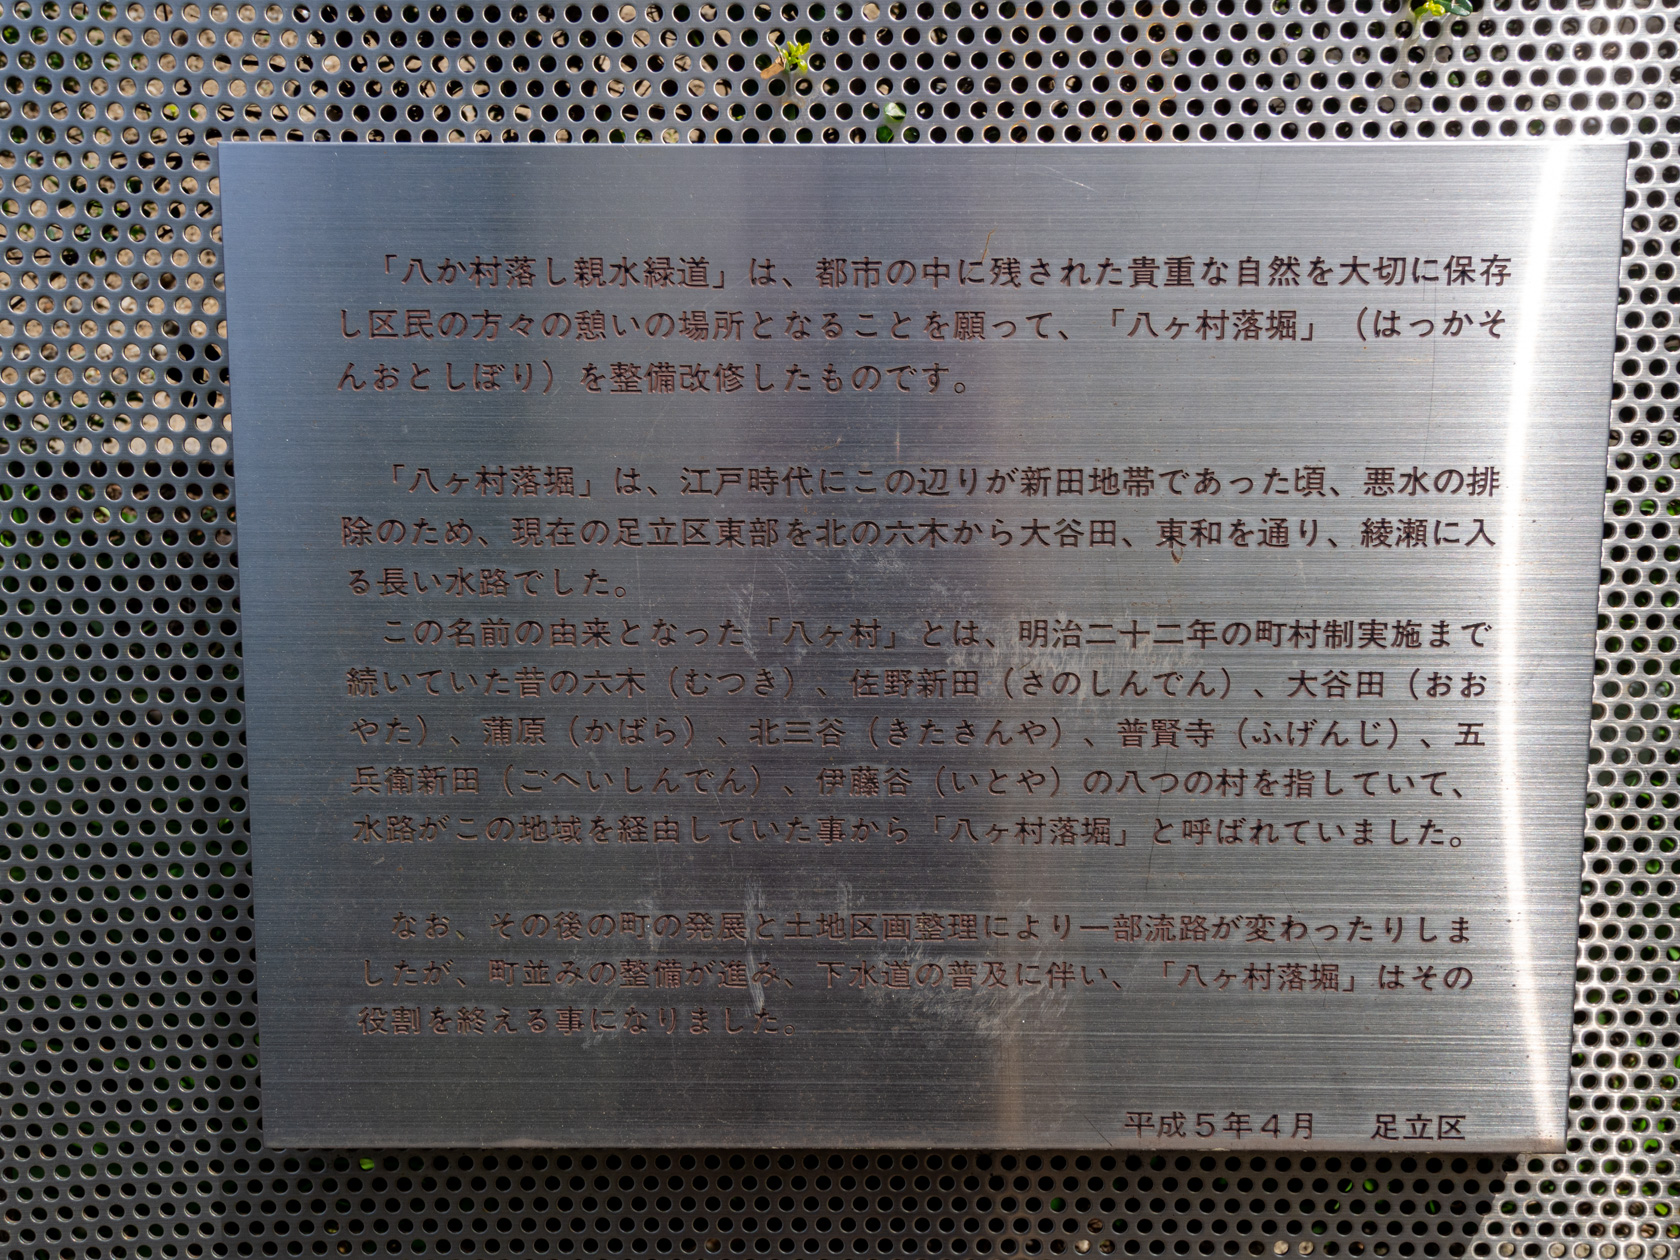 「八か村落し親水緑道」は、都市の中に残された貴重な自然を大切に保存
し区民の方々の憩いの場所となることを願って、「八ヶ村落堀」（はっかそ
んおとしぼり）を整備改修したものです。
「八ヶ村落堀」は、江戸時代にこの辺りが新田地帯であった頃、悪水の排
除のため、現在の足立区東部を北の六木から大谷田、東和を通り、綾瀬に入
る長い水路でした。
この名前の由来となった「八ヶ村」とは、明治二十二年の町村制実施まで
続いていた昔の六木（むつき）、佐野新田（さのしんでん）、大谷田（おお
やた）、蒲原（かばら）、北三谷（きたさんや）、普賢寺（ふげんじ）、五
兵衛新田（ごへいしんでん）、伊藤谷（いとや）の八つの村を指していて、
水路がこの地域を経由していた事から「八ヶ村落堀」と呼ばれていました。
なお、その後の町の発展と土地区画整理により一部流路が変わったりしま
したが、町並みの整備が進み、下水道の普及に伴い、「八ヶ村落堀」はその
役割を終える事になりました。
平成５年４月　足立区